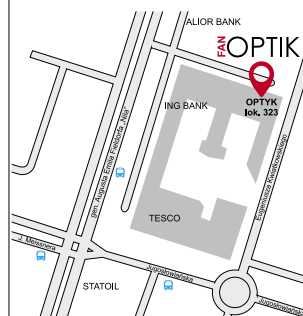 ALIOR BANK
FAN OPTIK
ING BANK
OPTYK
lok. 323
gen. Augusta Emila Fieldorfa „Nila"
Eugeniusza Kwiatkowskiego
TESCO
J. Meissnera
Jugosłowiańska
STATOIL
Jugosłowiańska